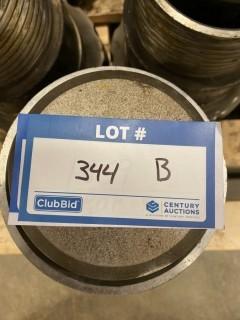 LOT #
344 B
ClubBid
CENTURY
AUCTIONS